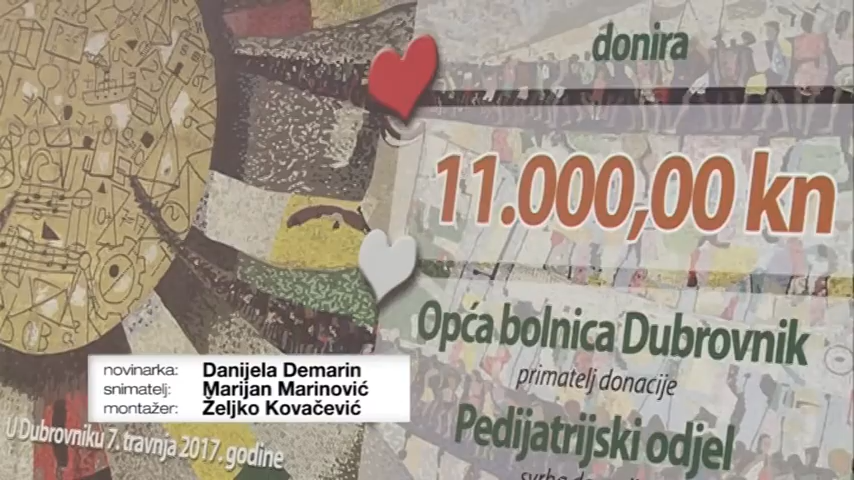 donira
11.000,00 kn
Opća bolnica Dubrovnik
primatelj donacije
Pedijatrijski odjel
svrha
novinarka: Danijela Demarin
snimatelj: Marijan Marinović
montažer: Željko Kovačević
U Dubrovniku 7. travnja 2017. godine